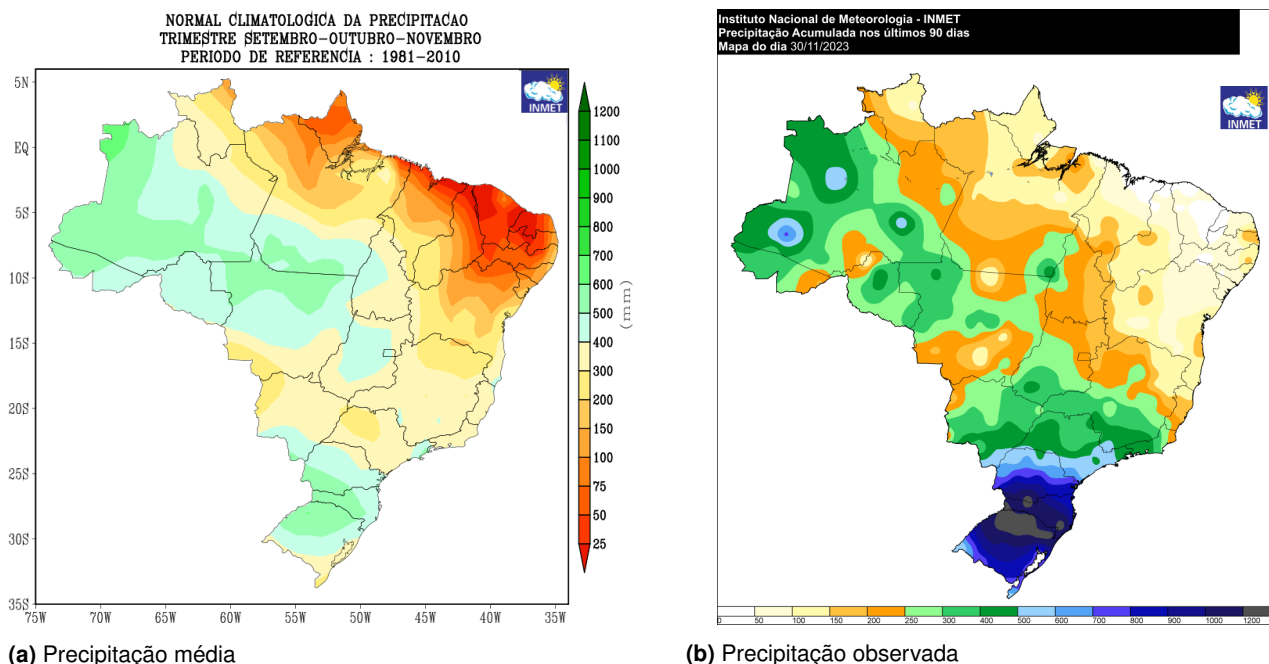 NORMAL CLIMATOLOGICA DA PRECIPITACAO
TRIMESTRE SETEMBRO-OUTUBRO-NOVEMBRO
PERIODO DE REFERENCIA : 1981-2010
5N
EQ
5S
10S
15S
20S
25S
30S
35S
75W 70W 65W 60W 55W 50W 45W 40W 35W
INMET
1200
1100
1000
900
800
700
600
500
400
300
200
150
100
75
50
25
(mm)
(a) Precipitação média
Instituto Nacional de Meteorologia - INMET
Precipitação Acumulada nos últimos 90 dias
Mapa do dia 30/11/2023
INMET
0 50 100 150 200 250 300 400 500 600 700 800 900 1000 1200
(b) Precipitação observada